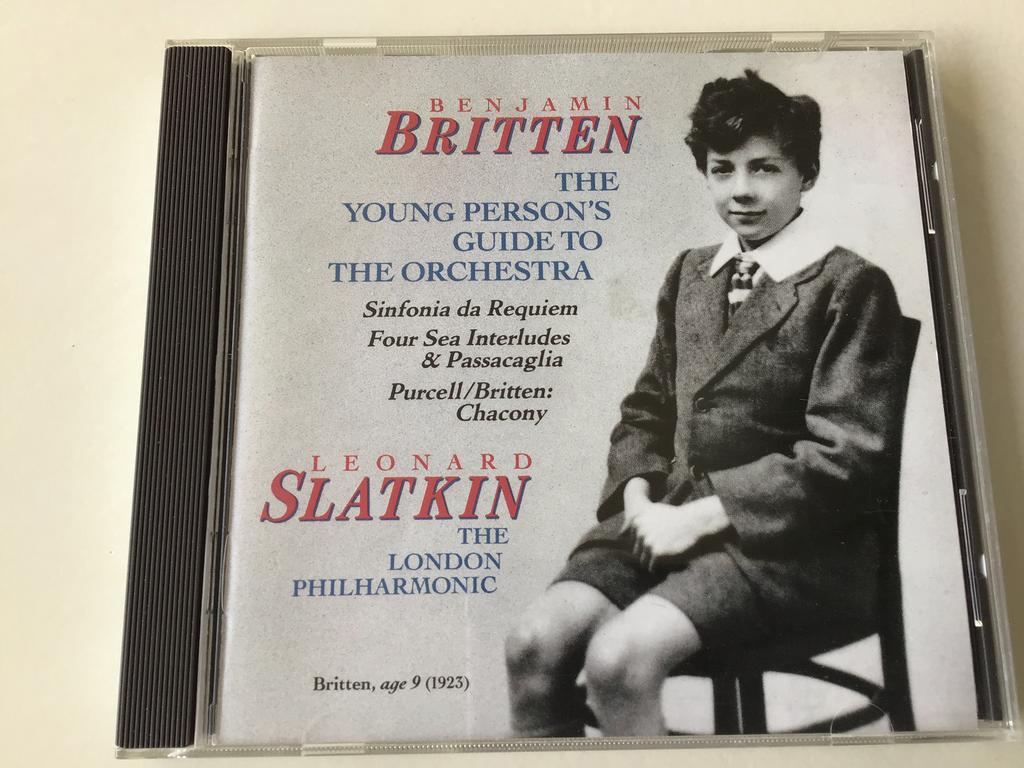 BENJAMIN
BRITTEN
THE
YOUNG PERSON'S
GUIDE TO
THE ORCHESTRA
Sinfonia da Requiem
Four Sea Interludes
& Passacaglia
Purcell/Britten:
Chacony
LEONARD
SLATKIN
THE
LONDON
PHILHARMONIC
Britten, age 9 (1923)